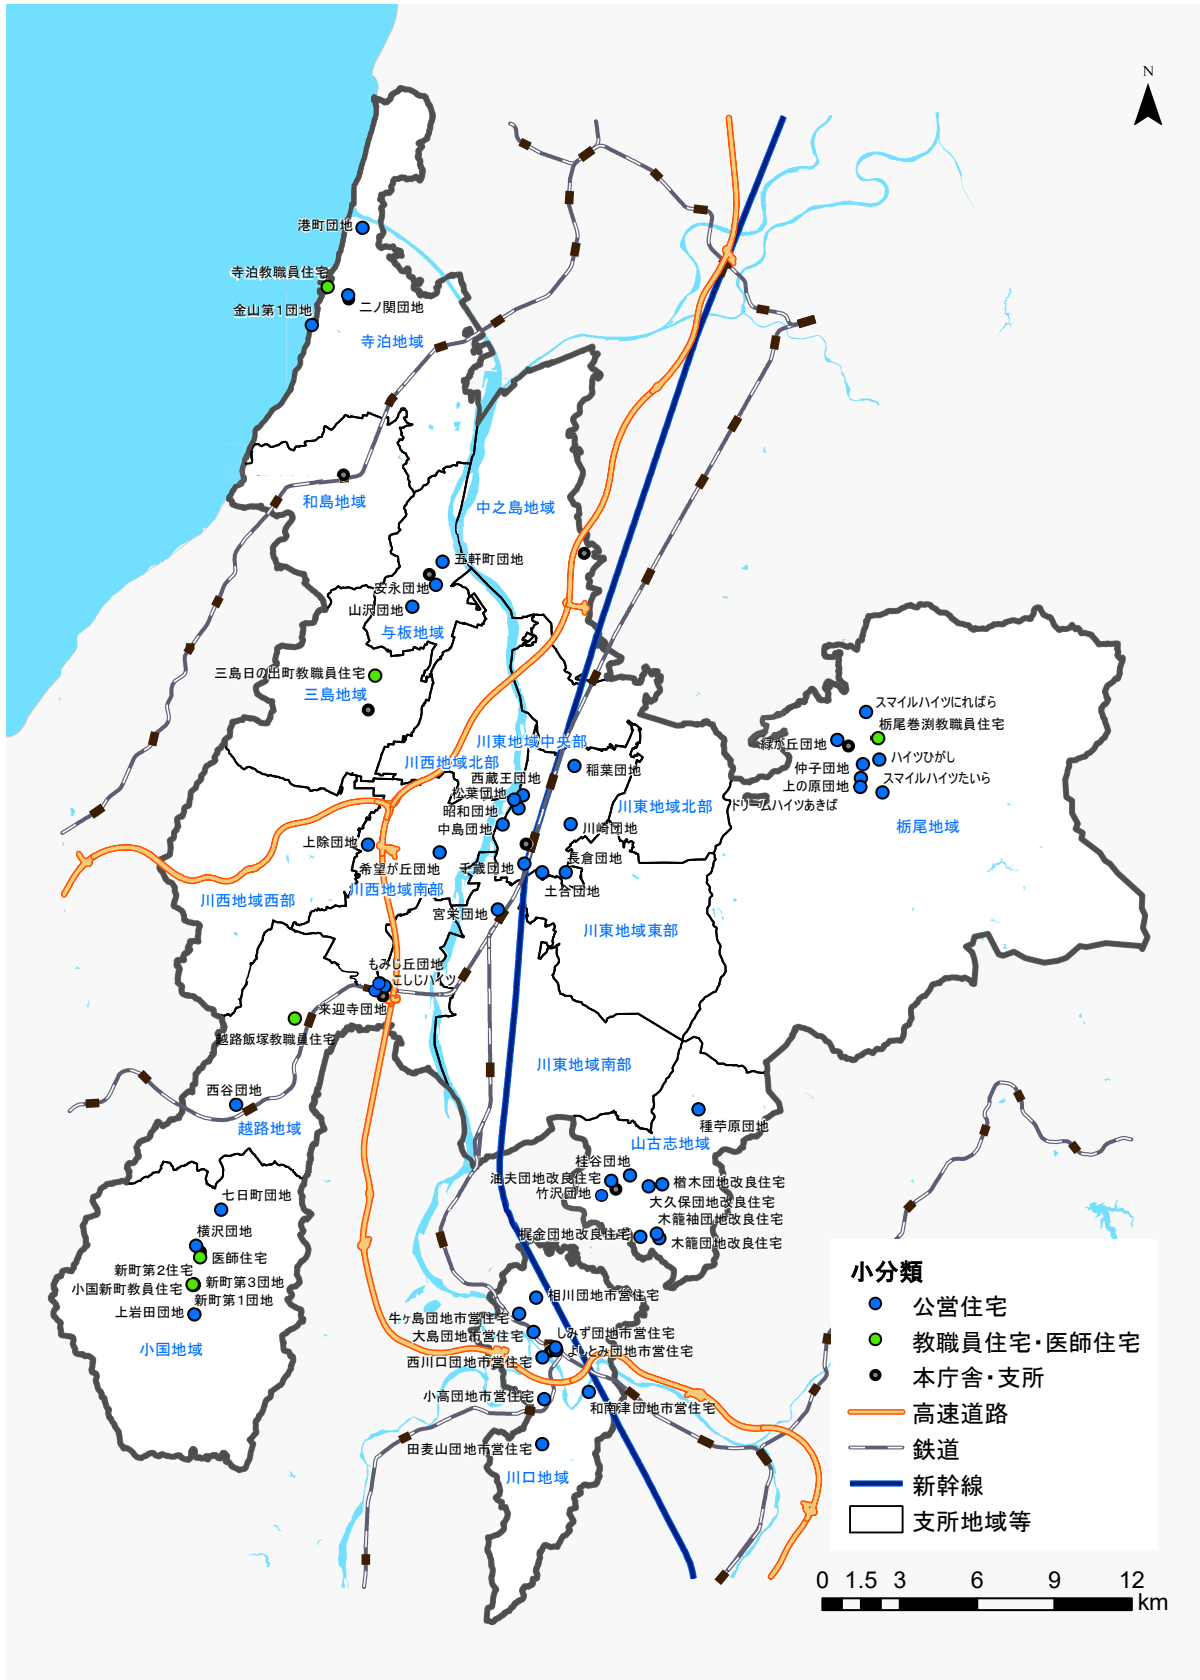 N
港町団地
寺泊教職員住宅
二ノ関団地
金山第１団地
寺泊地域
和島地域
中之島地域
五軒町団地
安永団地
山沢団地
与板地域
三島日の出町教職員住宅
三島地域
スマイルハイツにればら
栃尾巻渕教職員住宅
緑が丘団地
ハイツひがし
仲子団地
スマイルハイツたいら
上の原団地
ドリームハイツあきば
栃尾地域
川東地域中央部
川西地域北部
稲葉団地
西蔵王団地
松葉団地
川東地域北部
昭和団地
中島団地
川崎団地
上除団地
希望が丘団地
千歳団地
長倉団地
土合団地
川西地域南部
川西地域西部
宮栄団地
川東地域東部
もみじ丘団地
こしじハイツ
来迎寺団地
越路飯塚教職員住宅
川東地域南部
西谷団地
越路地域
種苧原団地
山古志地域
桂谷団地
油夫団地改良住宅
竹沢団地
楢木団地改良住宅
大久保団地改良住宅
木籠袖団地改良住宅
梶金団地改良住宅
木籠団地改良住宅
七日町団地
横沢団地
医師住宅
新町第２住宅
小国新町教員住宅
新町第３団地
新町第１団地
上岩田団地
小国地域
相川団地市営住宅
牛ヶ島団地市営住宅
大島団地市営住宅
しみず団地市営住宅
よしとみ団地市営住宅
西川口団地市営住宅
小高団地市営住宅
和南津団地市営住宅
田麦山団地市営住宅
川口地域
小分類
公営住宅
教職員住宅・医師住宅
本庁舎・支所
高速道路
鉄道
新幹線
支所地域等
0 1.5 3 6 9 12
km